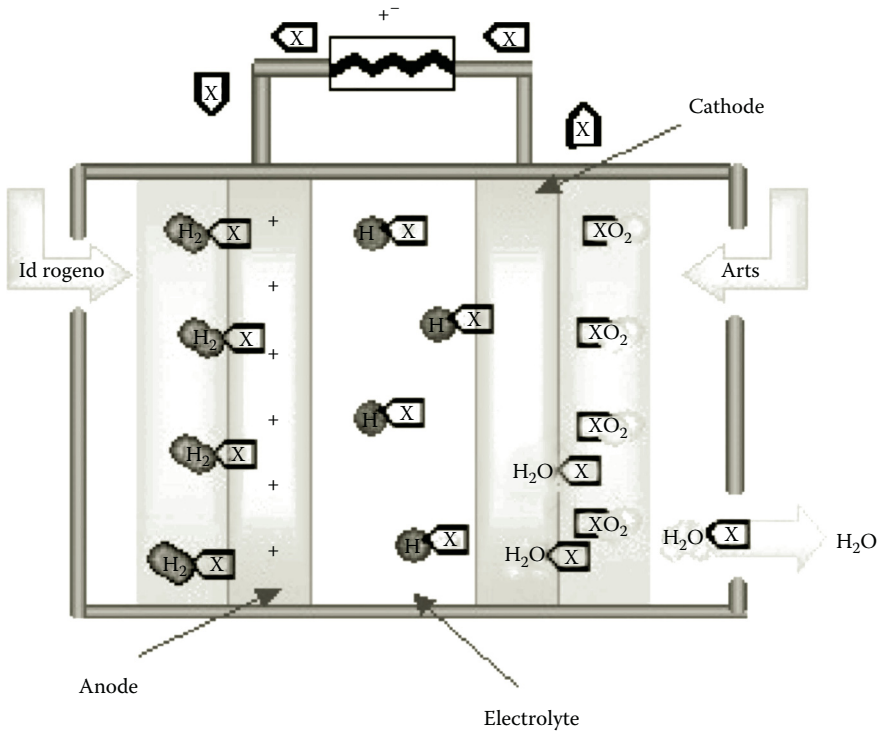 +−
X
X
X
X
Cathode
H2 X
+
H X
XO2
Id rogeno
+
Arts
H X
H2 X
+
XO2
H X
+
XO2
H2 X
H2O X
+
XO2
H X
H2O X
H2O
H2 X
+
H2O X
Anode
Electrolyte